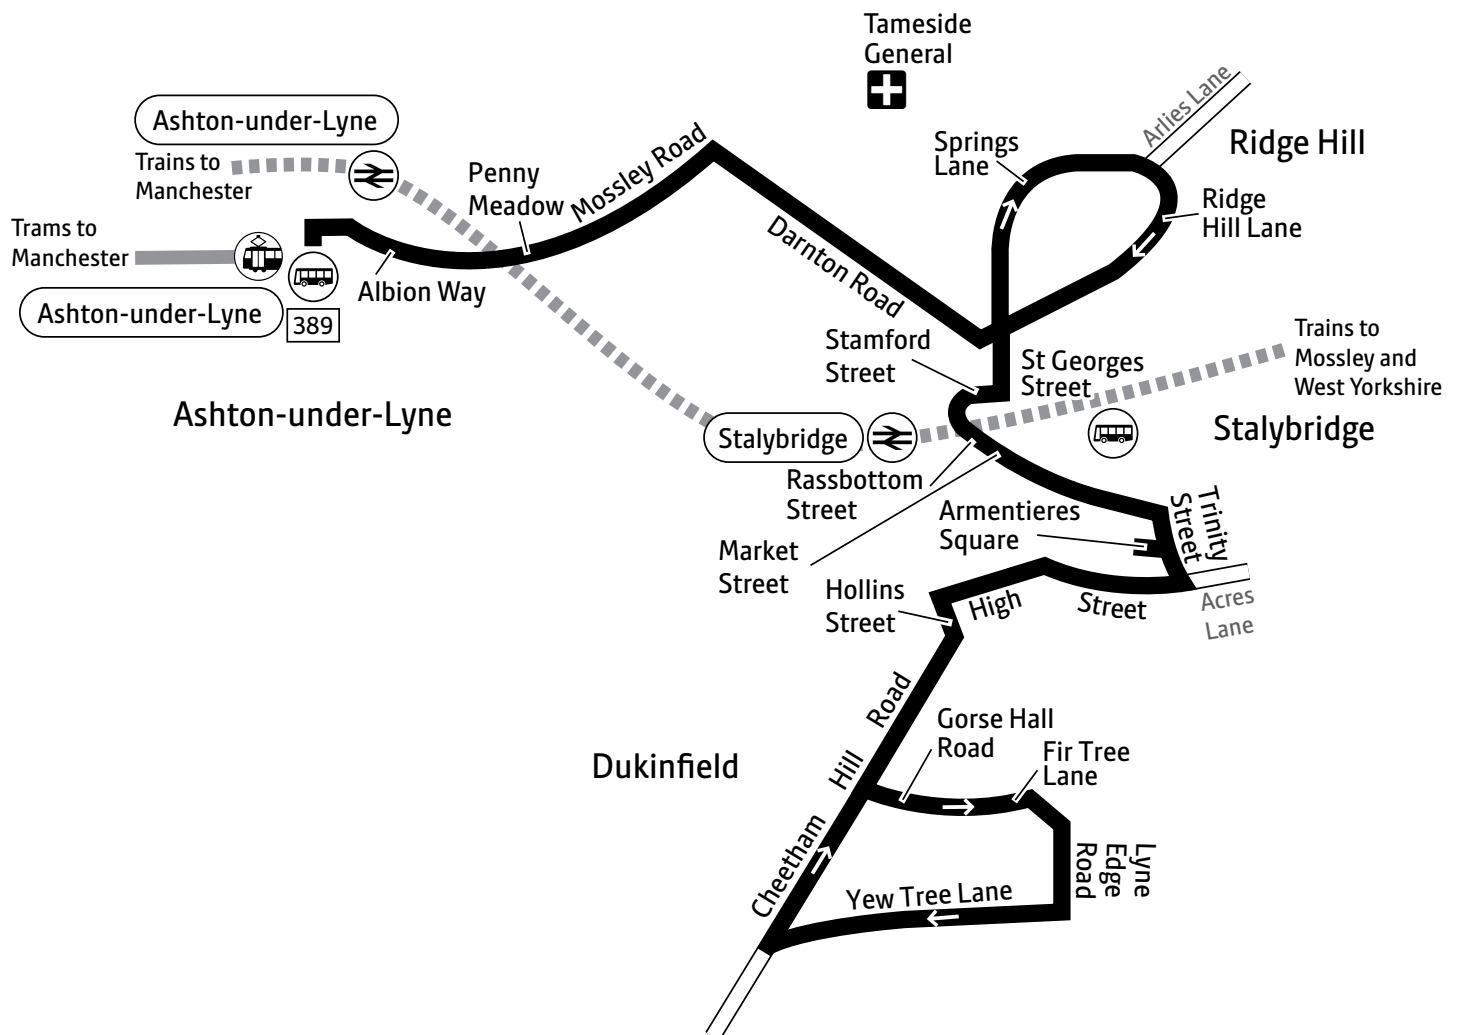 Tameside
General
Arlies Lane
Ridge Hill
Springs
Lane
Ridge
Hill Lane
Ashton-under-Lyne
Trains to
Manchester
Penny
Meadow
Mossley Road
Trams to
Manchester
Albion Way
Ashton-under-Lyne
389
Darnton Road
Ashton-under-Lyne
Stamford
Street
St Georges
Street
Trains to
Mossley and
West Yorkshire
Stalybridge
Stalybridge
Rassbottom
Street
Market
Street
Armentieres
Square
Trinity
Street
Hollins
Street
High Street
Acres
Lane
Dukinfield
Cheetham Hill Road
Gorse Hall
Road
Fir Tree
Lane
Lyne
Edge
Road
Yew Tree Lane